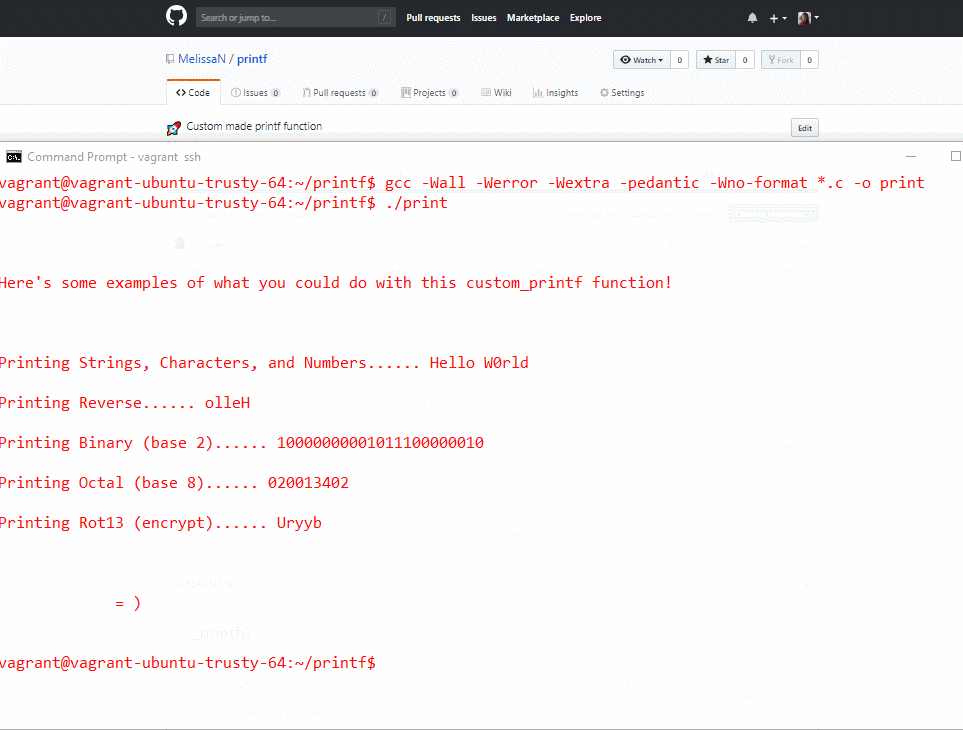 Search or jump to... / Pull requests Issues Marketplace Explore
MelissaN / printf Watch 0 Star 0 Fork 0
Code Issues 0 Pull requests 0 Projects 0 Wiki Insights Settings
Custom made printf function Edit
C:\. Command Prompt - vagrant ssh
vagrant@vagrant-ubuntu-trusty-64:~/printf$ gcc -Wall -Werror -Wextra -pedantic -Wno-format *.c -o print
vagrant@vagrant-ubuntu-trusty-64:~/printf$ ./print
Here's some examples of what you could do with this custom_printf function!
Printing Strings, Characters, and Numbers...... Hello W0rld
Printing Reverse...... olleH
Printing Binary (base 2)...... 10000000001011100000010
Printing Octal (base 8)...... 020013402
Printing Rot13 (encrypt)...... Uryyb
= )
_printf()
vagrant@vagrant-ubuntu-trusty-64:~/printf$